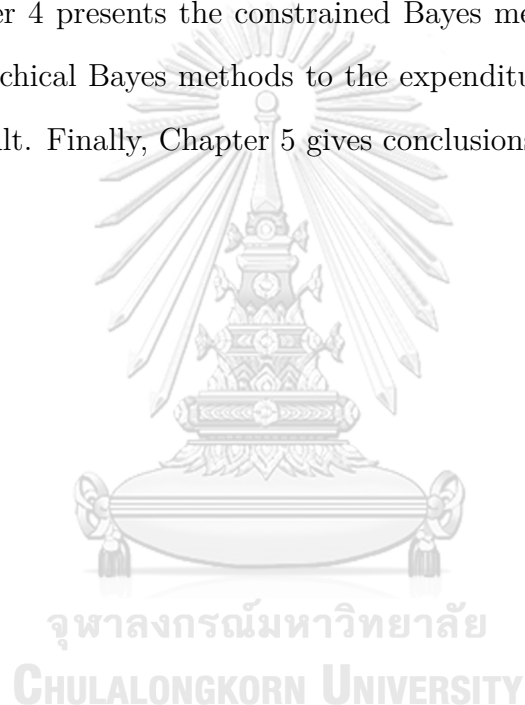 er 4 presents the constrained Bayes me
chical Bayes methods to the expenditu
lt. Finally, Chapter 5 gives conclusions
จุฬาลงกรณ์มหาวิทยาลัย
CHULALONGKORN UNIVERSITY